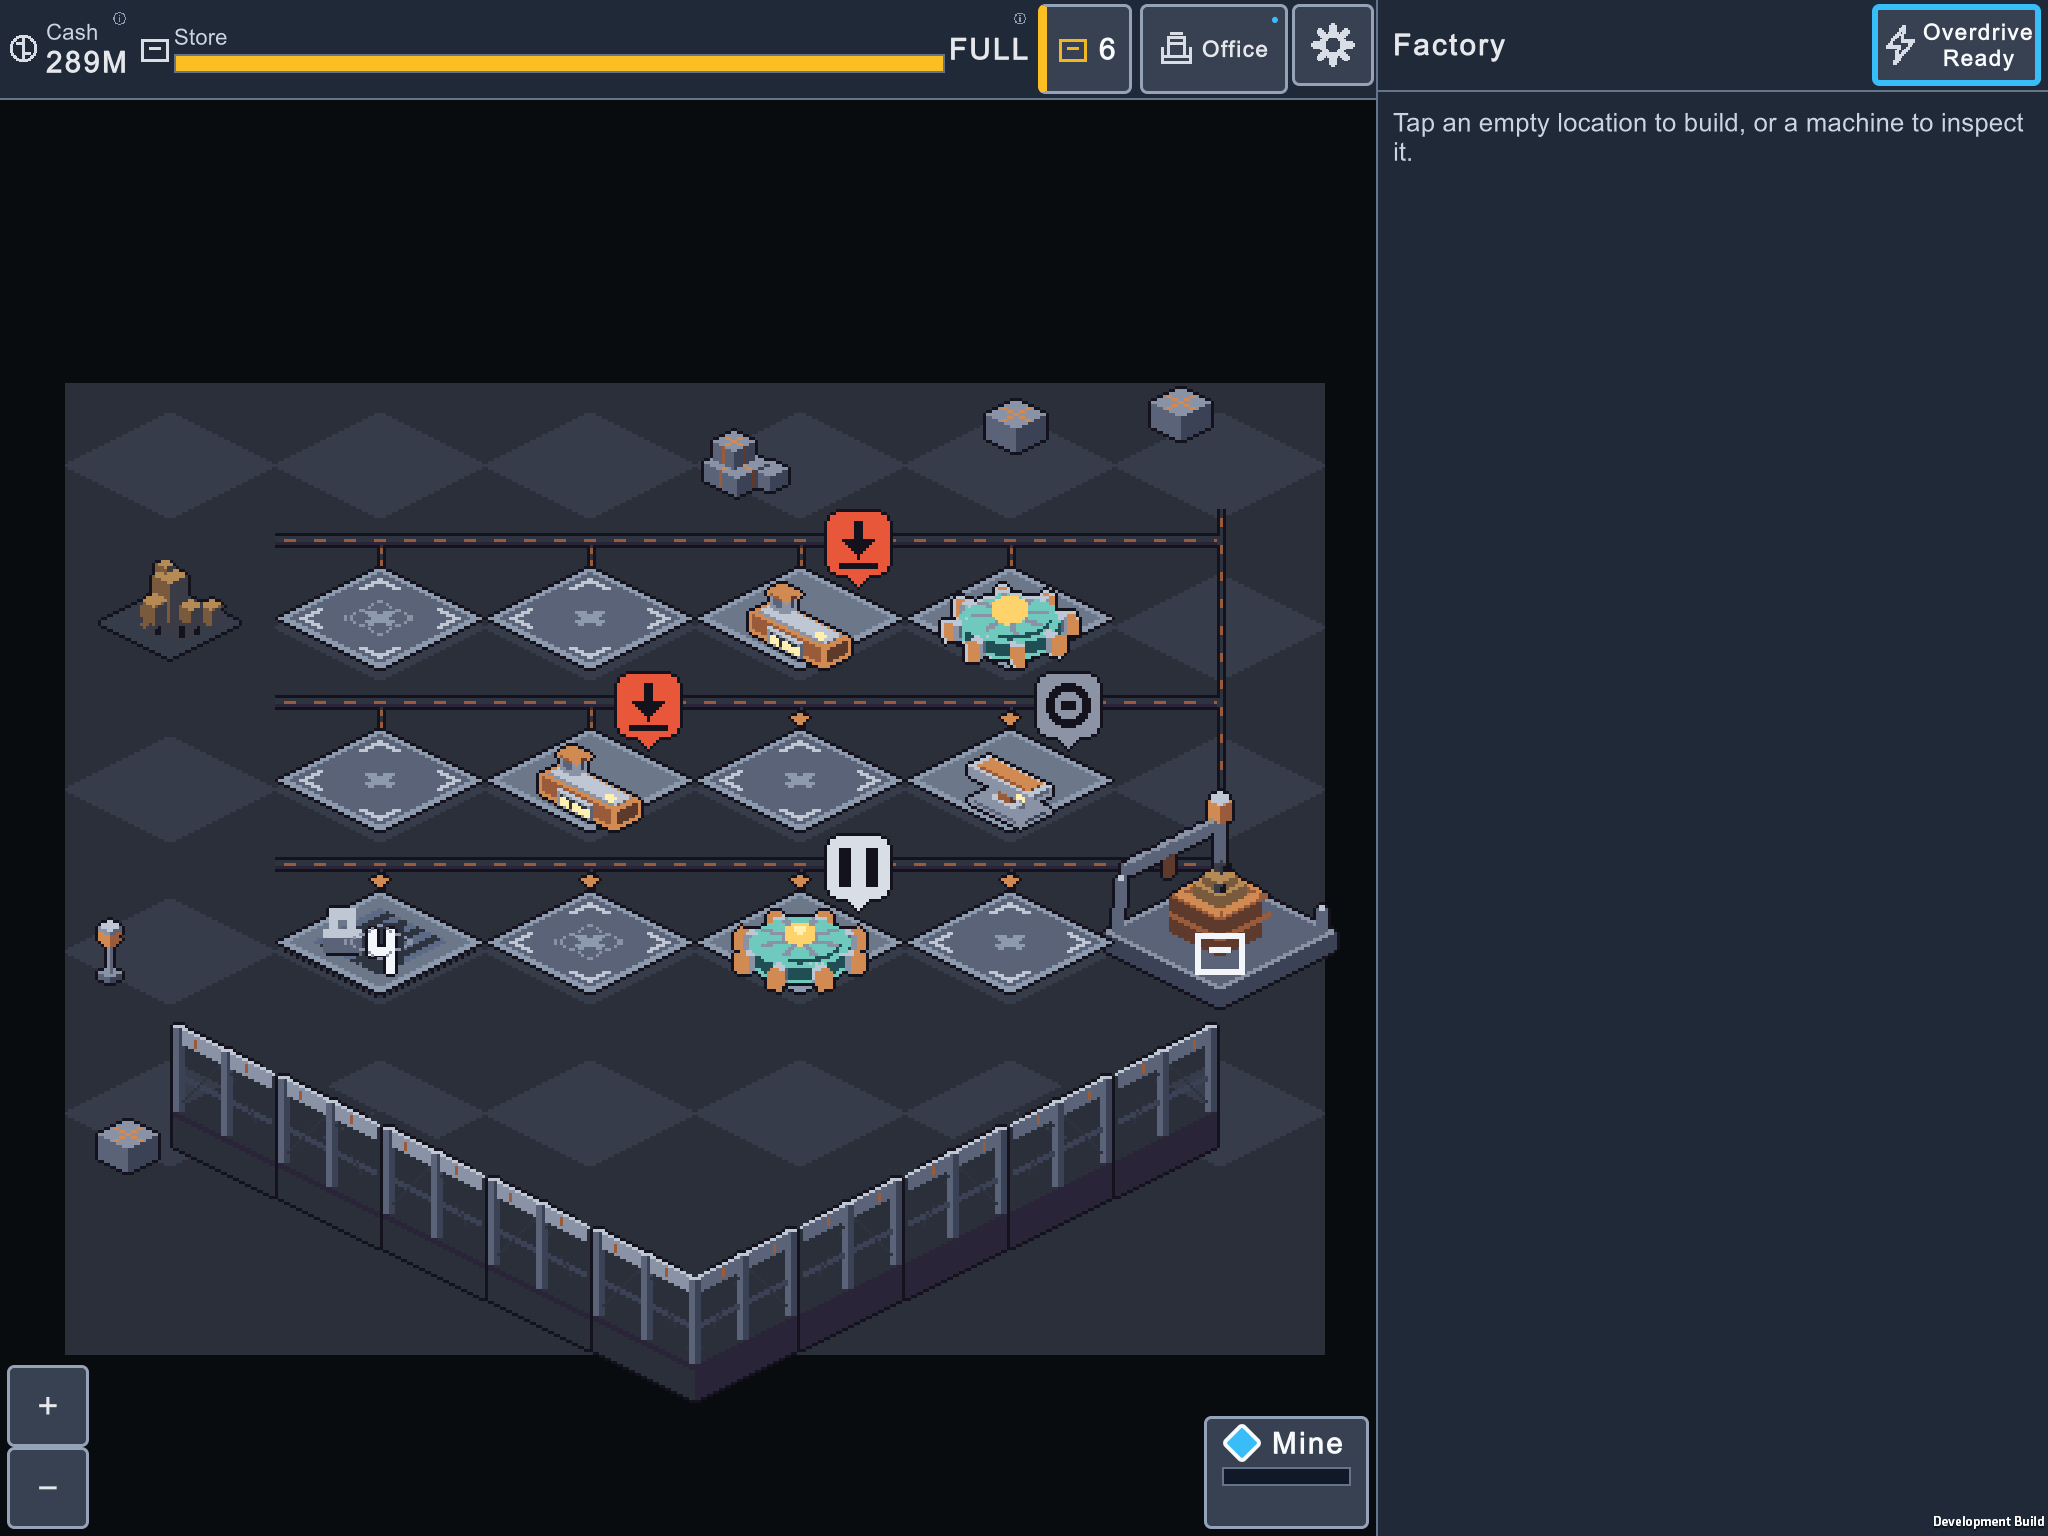 Cash
289M
Store
FULL
6
Office
Factory
Overdrive
Ready
Tap an empty location to build, or a machine to inspect
it.
+
−
Mine
Development Build